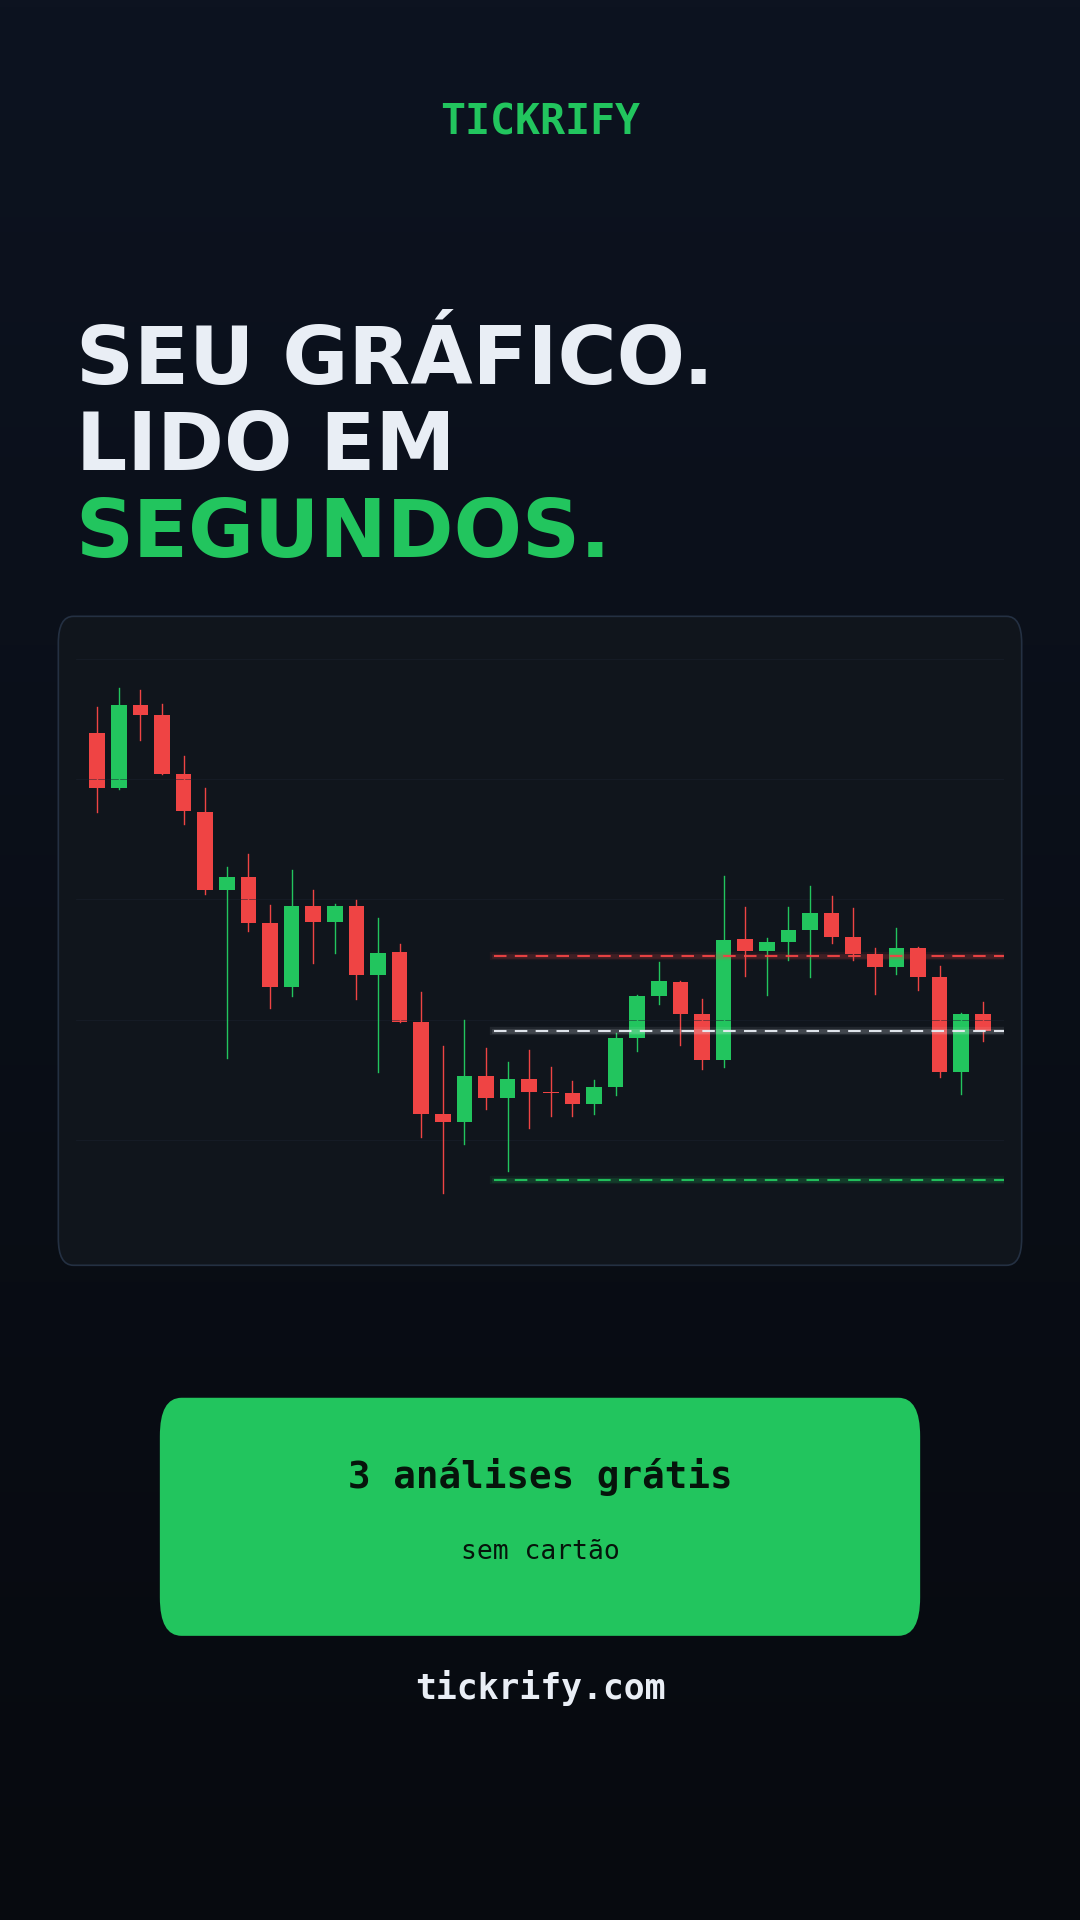 TICKRIFY
SEU GRÁFICO.
LIDO EM
SEGUNDOS.
3 análises grátis
sem cartão
tickrify.com